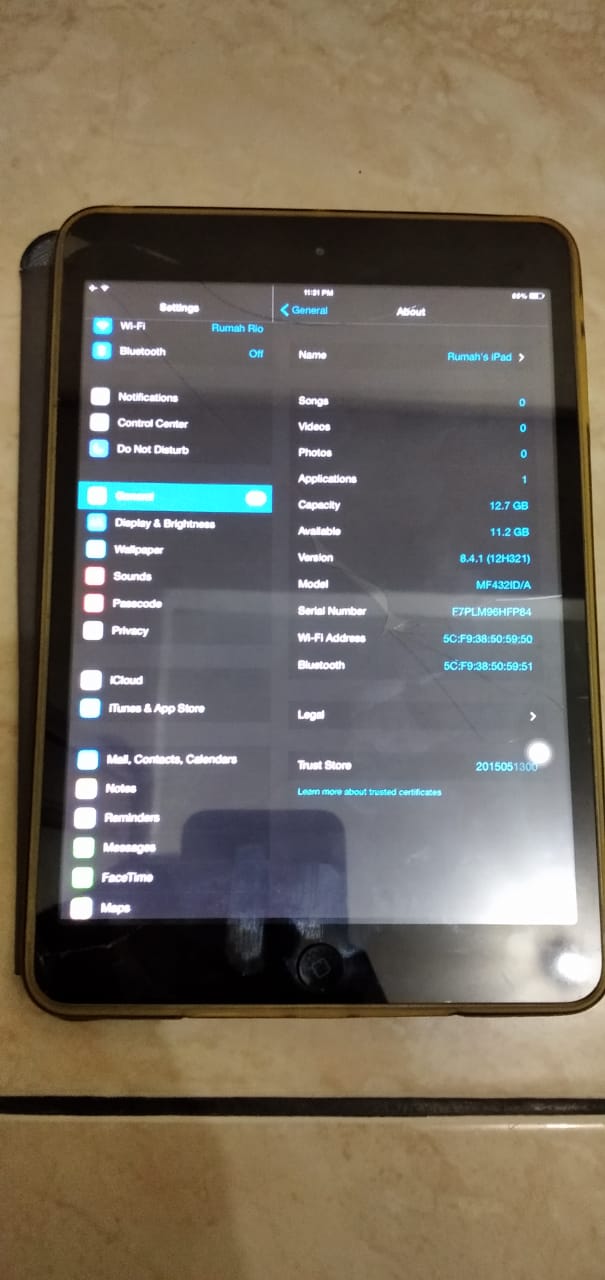 11:51 PM
Settings
General
About
Wi-Fi
Rumah Rio
Bluetooth
Off
Notifications
Control Center
Do Not Disturb
General
Display & Brightness
Wallpaper
Sounds
Passcode
Privacy
iCloud
iTunes & App Store
Mail, Contacts, Calendars
Notes
Reminders
Messages
FaceTime
Maps
Name
Rumah's iPad
Songs
0
Videos
0
Photos
0
Applications
1
Capacity
12.7 GB
Available
11.2 GB
Version
8.4.1 (12H321)
Model
MF432ID/A
Serial Number
F7PLM96HFP84
Wi-Fi Address
5C:F9:38:50:59:50
Bluetooth
5C:F9:38:50:59:51
Legal
Trust Store
2015051300
Learn more about trusted certificates